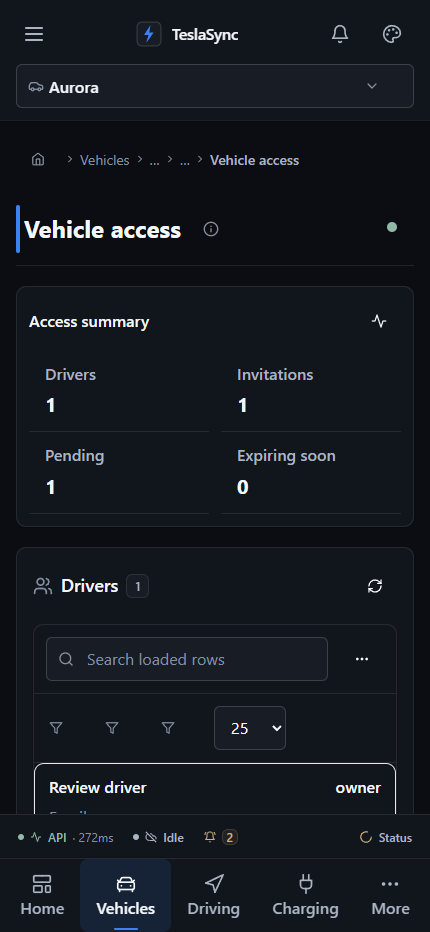 TeslaSync
Aurora
Vehicles > ... > ... > Vehicle access
Vehicle access
Access summary
Drivers Invitations
1 1
Pending Expiring soon
1 0
Drivers 1
Search loaded rows
25
Review driver owner
API · 272ms Idle 2 Status
Home Vehicles Driving Charging More